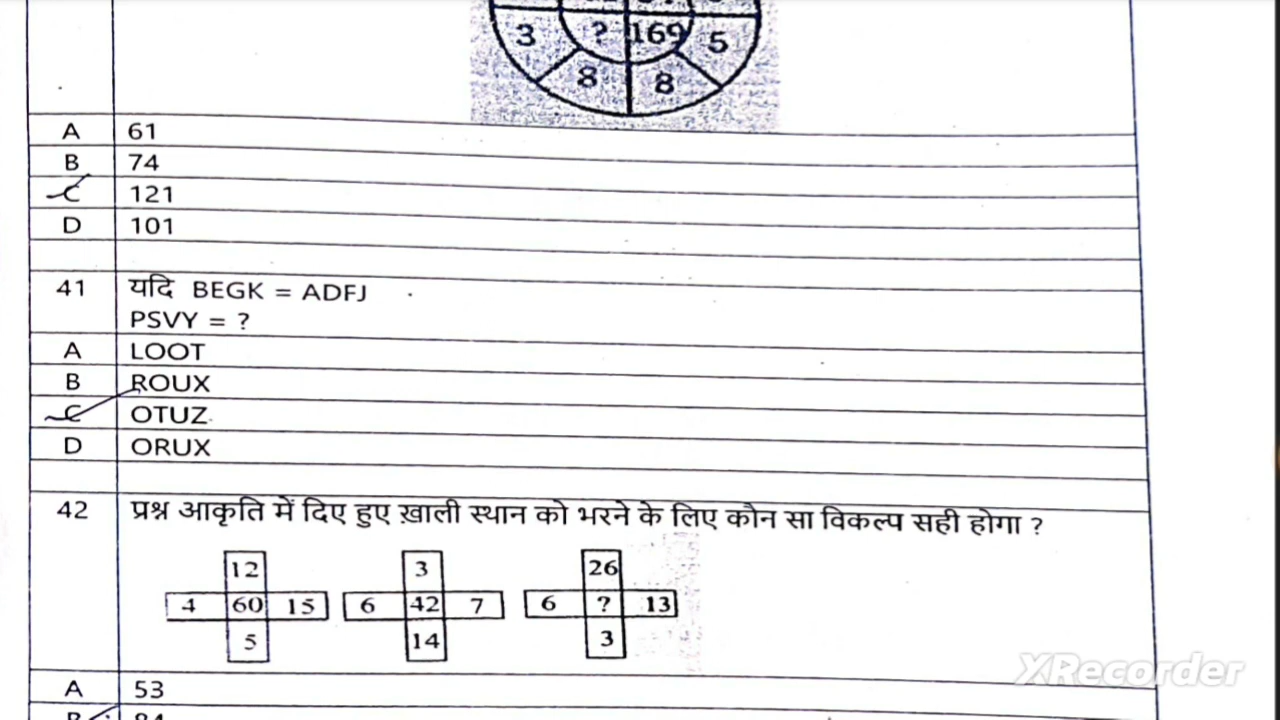 3 ? 169 5
8 8
A 61
B 74
C 121
D 101
41 यदि BEGK = ADFJ
PSVY = ?
A LOOT
B ROUX
C OTUZ
D ORUX
42 प्रश्न आकृति में दिए हुए ख़ाली स्थान को भरने के लिए कौन सा विकल्प सही होगा ?
12 3 26
4 60 15 6 42 7 6 ? 13
5 14 3
A 53
XRecorder